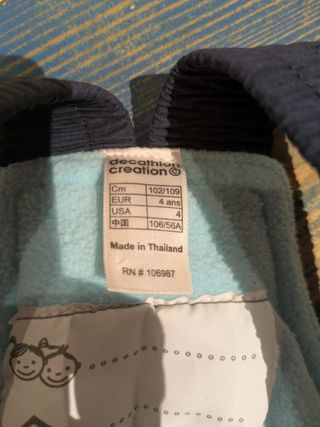 decathlon
creation ©
Cm 102/109
EUR 4 ans
USA 4
中国 106/56A
Made in Thailand
RN # 106987